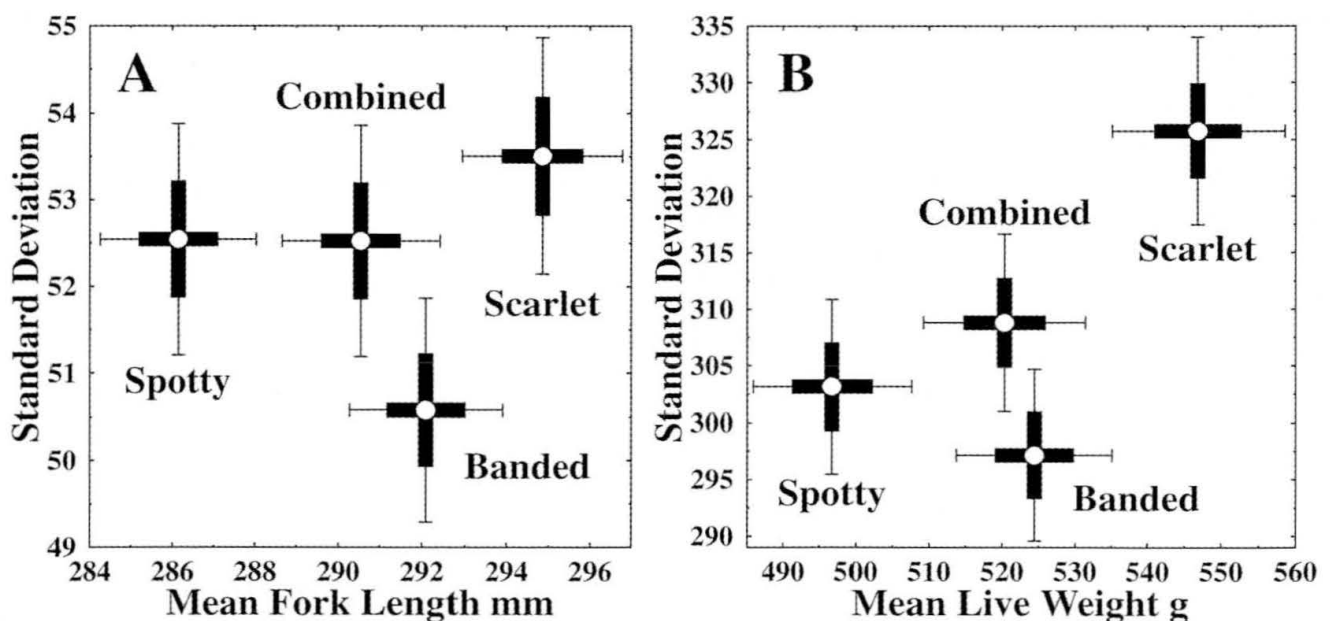 A
Standard Deviation
55
54
53
52
51
50
49
Combined
Spotty
Scarlet
Banded
284 286 288 290 292 294 296
Mean Fork Length mm
B
Standard Deviation
335
330
325
320
315
310
305
300
295
290
Combined
Scarlet
Spotty
Banded
490 500 510 520 530 540 550 560
Mean Live Weight g